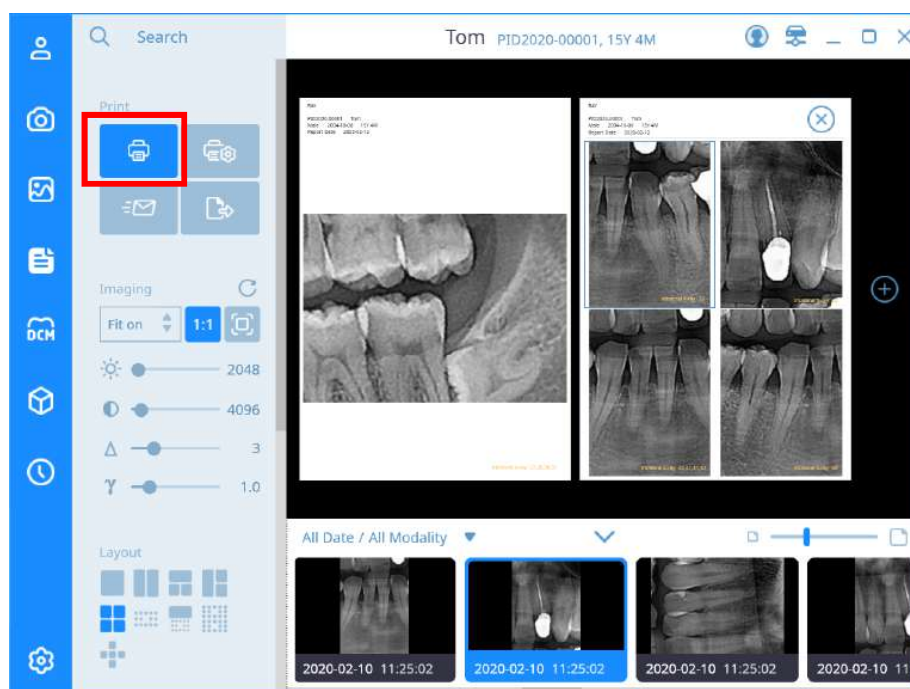 Search
Tom PID2020-00001, 15Y 4M
Print
DCM
Imaging
Fit on
1:1
2048
4096
Δ 3
γ 1.0
Layout
All Date / All Modality
2020-02-10 11:25:02
2020-02-10 11:25:02
2020-02-10 11:25:02
2020-02-10 11